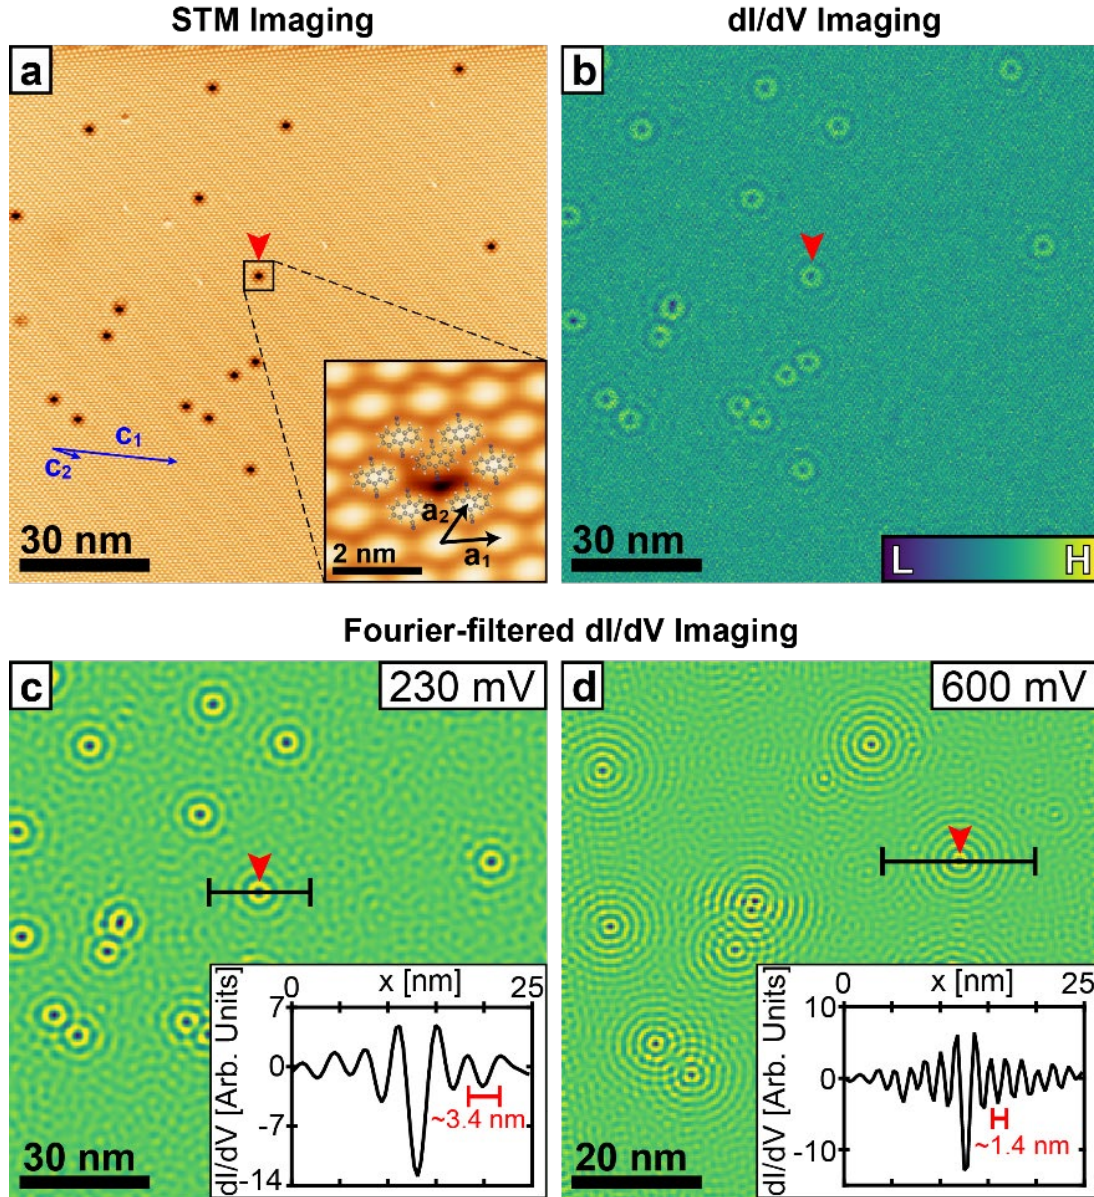 STM Imaging
dI/dV Imaging
a
c1
c2
30 nm
a2
a1
2 nm
b
30 nm
L H
Fourier-filtered dI/dV Imaging
c
230 mV
30 nm
0 x [nm] 25
dI/dV [Arb. Units]
7
0
-7
-14
~3.4 nm
d
600 mV
20 nm
0 x [nm] 25
dI/dV [Arb. Units]
10
0
-10
~1.4 nm